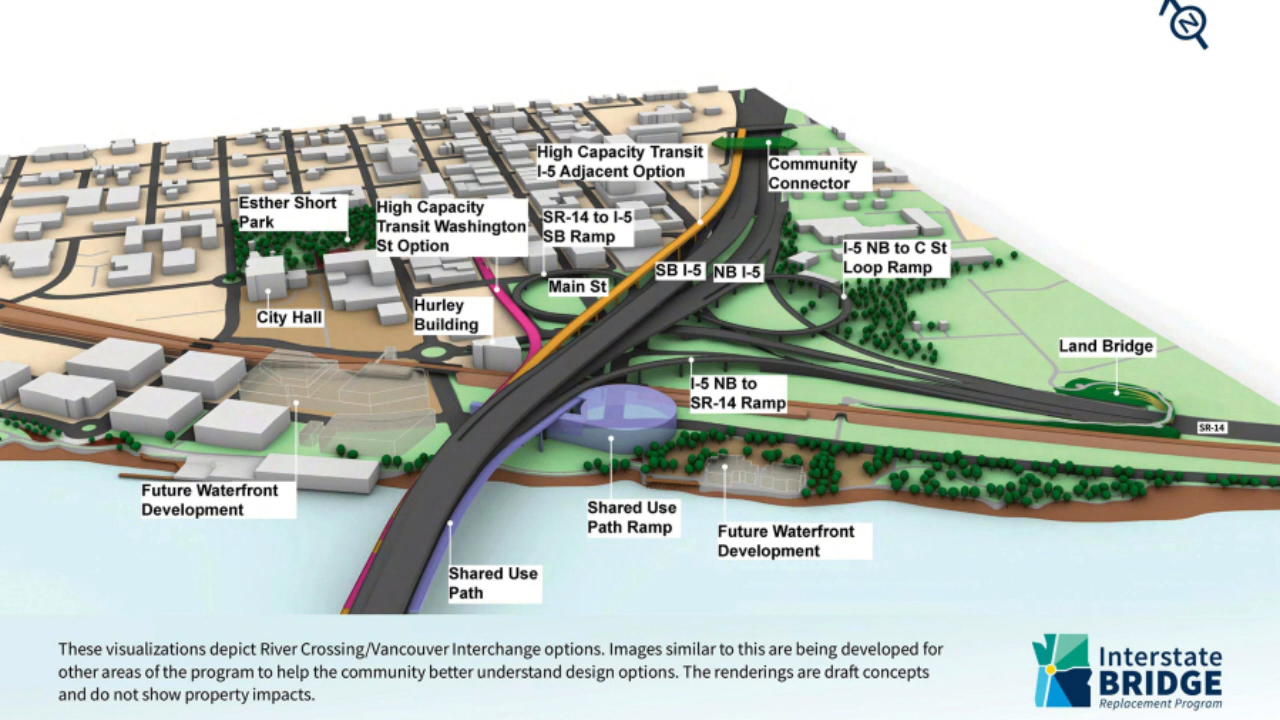 N
High Capacity Transit
I-5 Adjacent Option
Community
Connector
Esther Short
Park
High Capacity
Transit Washington
St Option
SR-14 to I-5
SB Ramp
I-5 NB to C St
Loop Ramp
SB I-5
NB I-5
Main St
City Hall
Hurley
Building
Land Bridge
I-5 NB to
SR-14 Ramp
SR-14
Future Waterfront
Development
Shared Use
Path Ramp
Future Waterfront
Development
Shared Use
Path
These visualizations depict River Crossing/Vancouver Interchange options. Images similar to this are being developed for
other areas of the program to help the community better understand design options. The renderings are draft concepts
and do not show property impacts.
Interstate
BRIDGE
Replacement Program